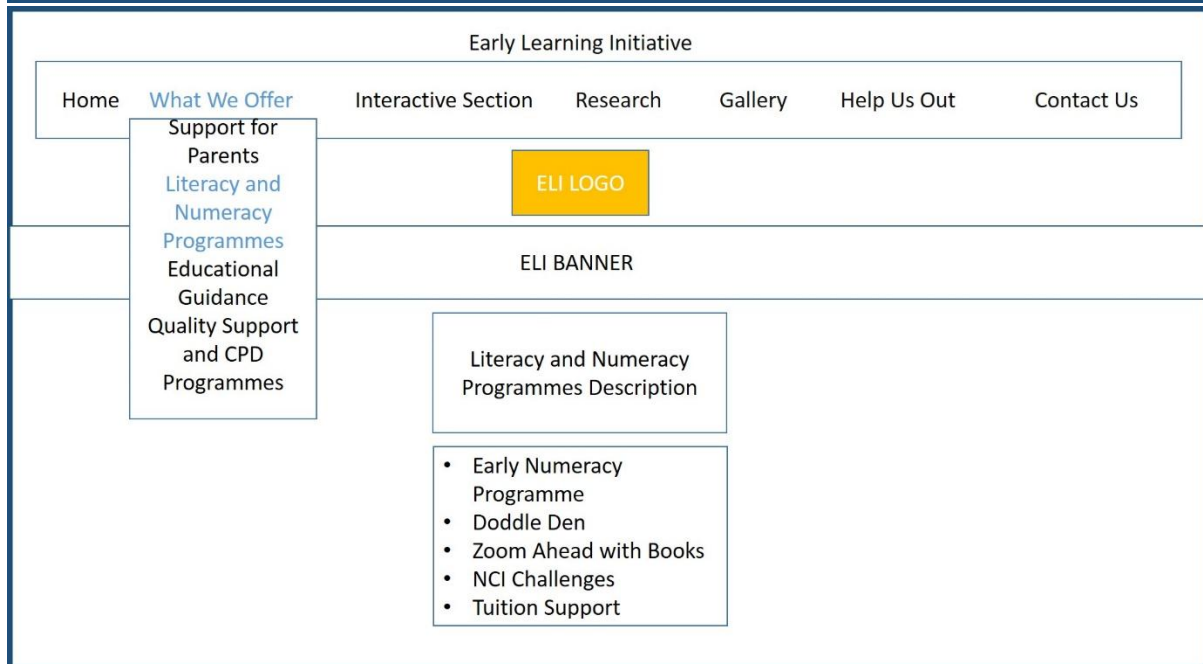 Early Learning Initiative
Home What We Offer Interactive Section Research Gallery Help Us Out Contact Us
Support for
Parents
Literacy and
Numeracy
Programmes
Educational
Guidance
Quality Support
and CPD
Programmes
ELI LOGO
ELI BANNER
Literacy and Numeracy
Programmes Description
• Early Numeracy
Programme
• Doddle Den
• Zoom Ahead with Books
• NCI Challenges
• Tuition Support